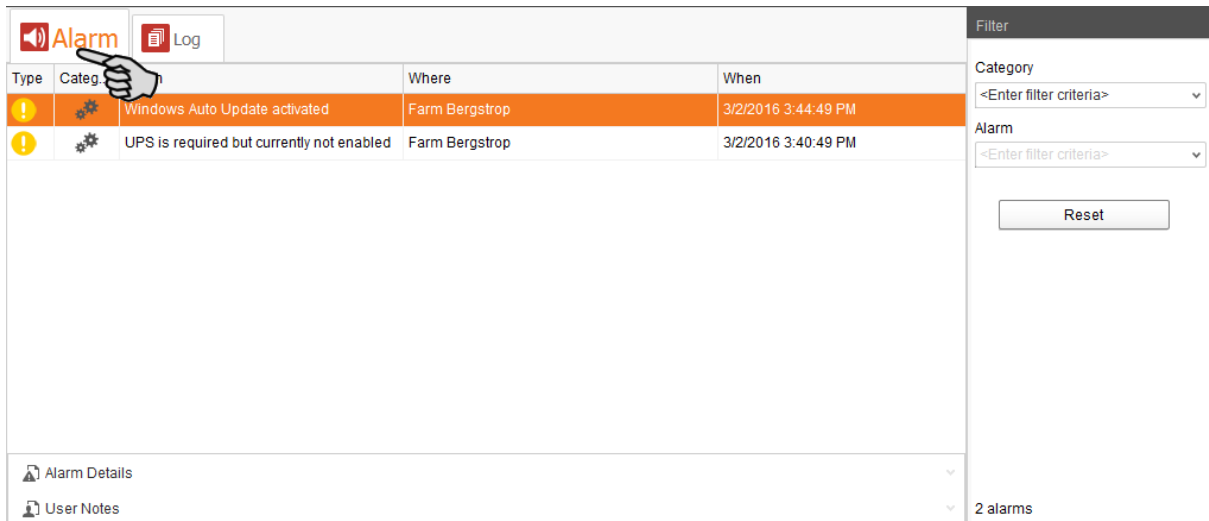 Alarm
Log
Filter
Type Categ... Where When
Windows Auto Update activated Farm Bergstrop 3/2/2016 3:44:49 PM
UPS is required but currently not enabled Farm Bergstrop 3/2/2016 3:40:49 PM
Category
<Enter filter criteria>
Alarm
<Enter filter criteria>
Reset
Alarm Details
User Notes
2 alarms